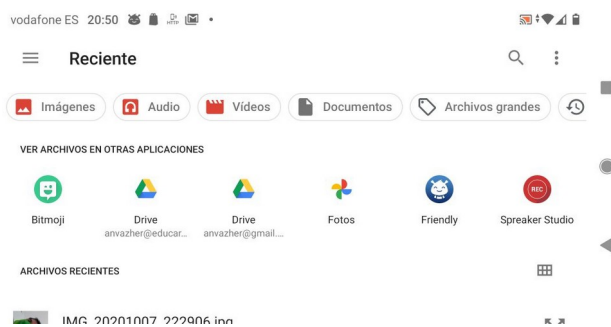 vodafone ES 20:50
Reciente
Imágenes Audio Vídeos Documentos Archivos grandes
VER ARCHIVOS EN OTRAS APLICACIONES
Bitmoji Drive Drive Fotos Friendly Spreaker Studio
anvazher@educar... anvazher@gmail....
ARCHIVOS RECIENTES
IMG_20201007_222906.jpg